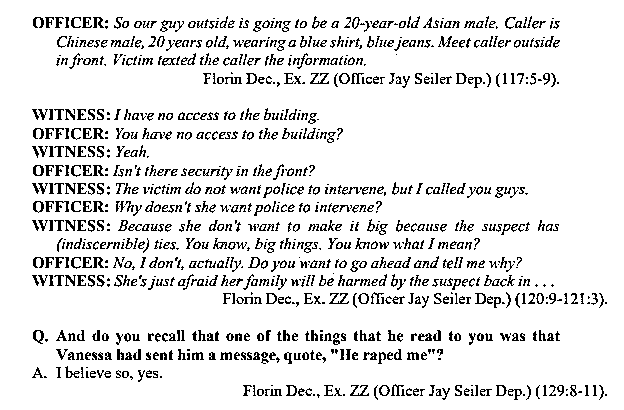 OFFICER: So our guy outside is going to be a 20-year-old Asian male. Caller is
Chinese male, 20 years old, wearing a blue shirt, blue jeans. Meet caller outside
in front. Victim texted the caller the information.
Florin Dec., Ex. ZZ (Officer Jay Seiler Dep.) (117:5-9).
WITNESS: I have no access to the building.
OFFICER: You have no access to the building?
WITNESS: Yeah.
OFFICER: Isn't there security in the front?
WITNESS: The victim do not want police to intervene, but I called you guys.
OFFICER: Why doesn't she want police to intervene?
WITNESS: Because she don't want to make it big because the suspect has
(indiscernible) ties. You know, big things. You know what I mean?
OFFICER: No, I don't, actually. Do you want to go ahead and tell me why?
WITNESS: She's just afraid her family will be harmed by the suspect back in . . .
Florin Dec., Ex. ZZ (Officer Jay Seiler Dep.) (120:9-121:3).
Q. And do you recall that one of the things that he read to you was that
Vanessa had sent him a message, quote, "He raped me"?
A. I believe so, yes.
Florin Dec., Ex. ZZ (Officer Jay Seiler Dep.) (129:8-11).